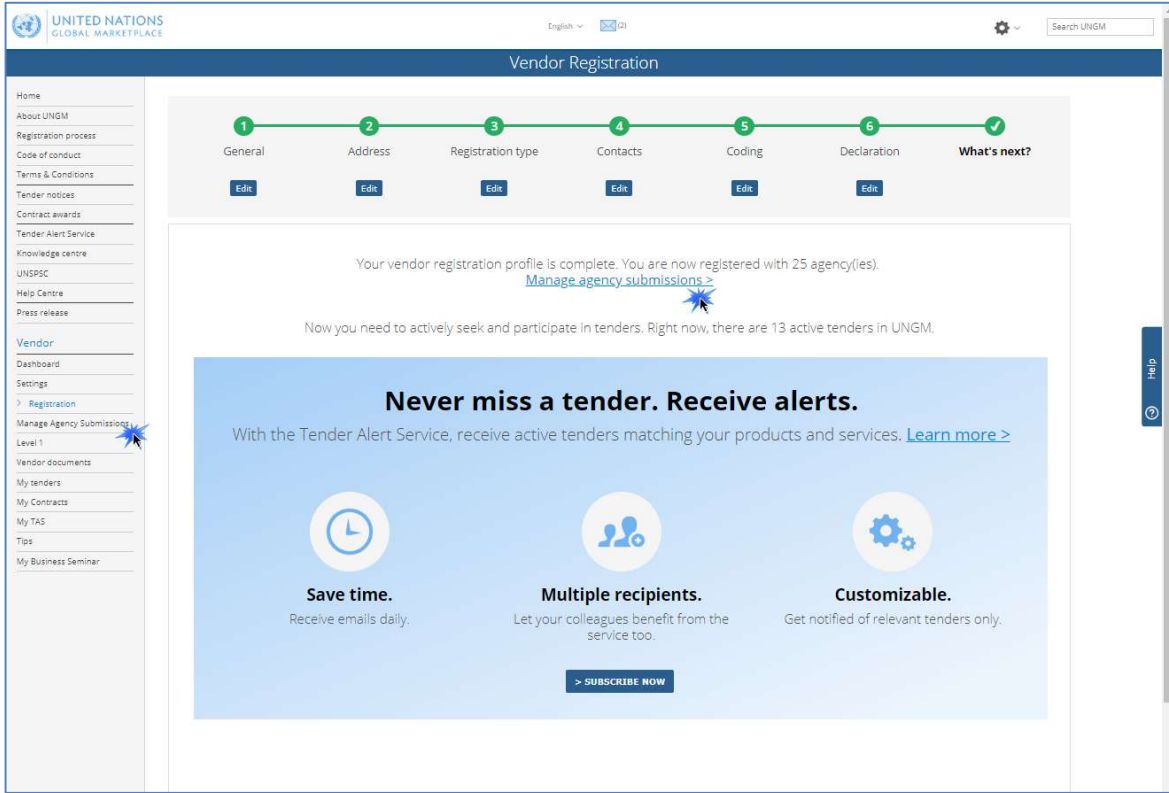 UNITED NATIONS
GLOBAL MARKETPLACE
English
(2)
Search UNGM
Vendor Registration
Home
About UNGM
Registration process
Code of conduct
Terms & Conditions
Tender notices
Contract awards
Tender Alert Service
Knowledge centre
UNSPSC
Help Centre
Press release
Vendor
Dashboard
Settings
> Registration
Manage Agency Submissions
Level 1
Vendor documents
My tenders
My Contracts
My TAS
Tips
My Business Seminar
1 2 3 4 5 6
General Address Registration type Contacts Coding Declaration What's next?
Edit Edit Edit Edit Edit Edit
Your vendor registration profile is complete. You are now registered with 25 agency(ies).
Manage agency submissions >
Now you need to actively seek and participate in tenders. Right now, there are 13 active tenders in UNGM.
Never miss a tender. Receive alerts.
With the Tender Alert Service, receive active tenders matching your products and services. Learn more >
Save time. Multiple recipients. Customizable.
Receive emails daily. Let your colleagues benefit from the Get notified of relevant tenders only.
service too.
> SUBSCRIBE NOW
Help
?